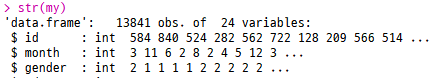 > str(my)
'data.frame':   13841 obs. of  24 variables:
 $ id      : int  584 840 524 282 562 722 128 209 566 514 ...
 $ month   : int  3 11 6 2 8 2 4 5 12 3 ...
 $ gender  : int  2 1 1 1 1 2 2 2 2 2 ...